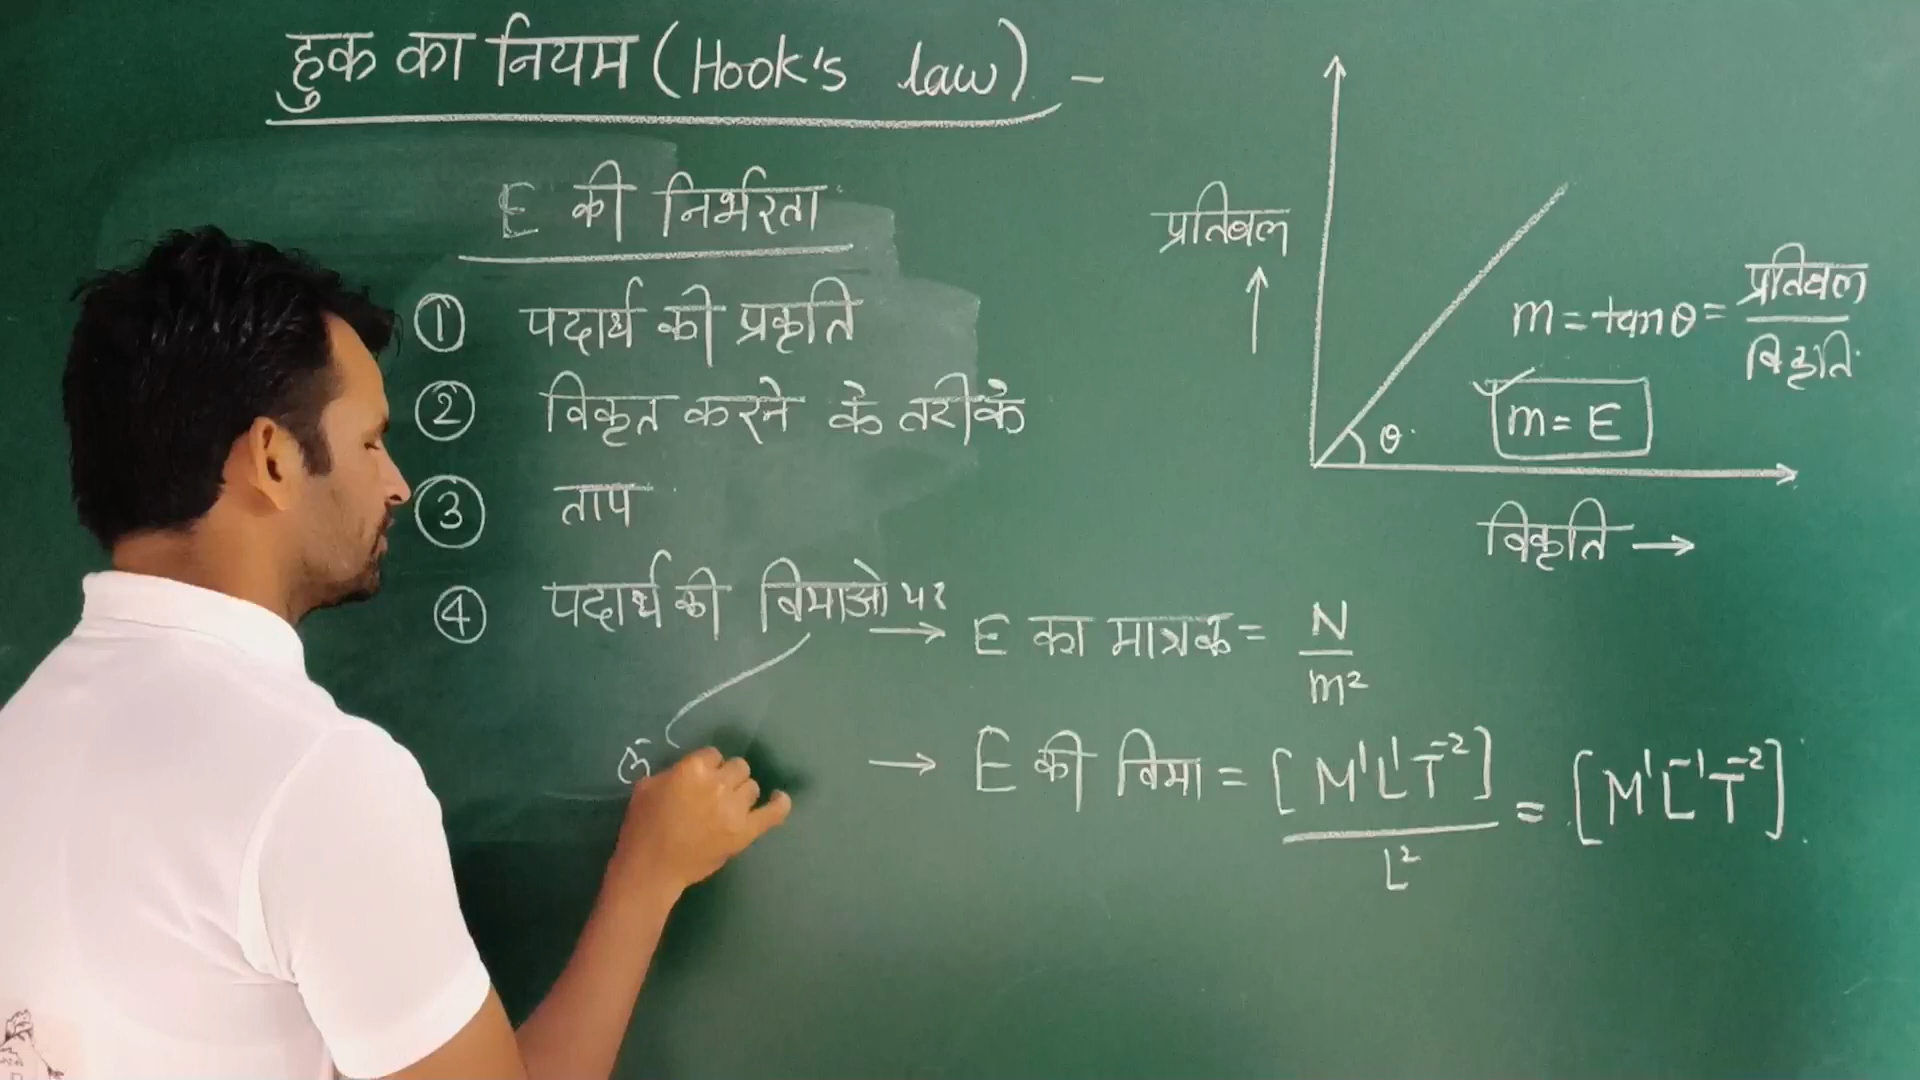 हुक का नियम (Hook's law) -
E की निर्भरता
① पदार्थ की प्रकृति
② विकृत करने के तरीके
③ ताप
④ पदार्थ की विमाओ पर
प्रतिबल ↑
m = tanθ = प्रतिबल / विकृति
m = E
θ
विकृति →
→ E का मात्रक = N / m²
→ E की विमा = [M¹L¹T⁻²] / L² = [M¹L⁻¹T⁻²]